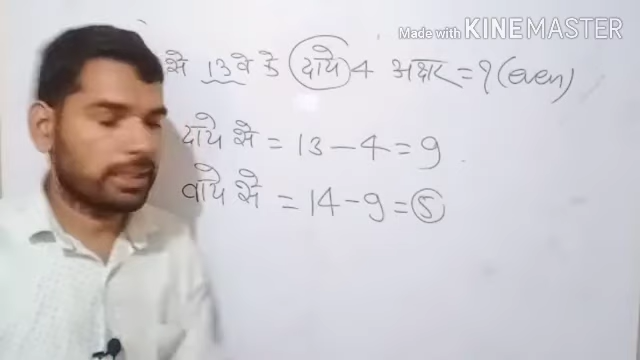 Made with KINEMASTER
से 13वे के दाये 4 अक्षर = ? (even)
दाये से = 13 - 4 = 9
वाये से = 14 - 9 = 5